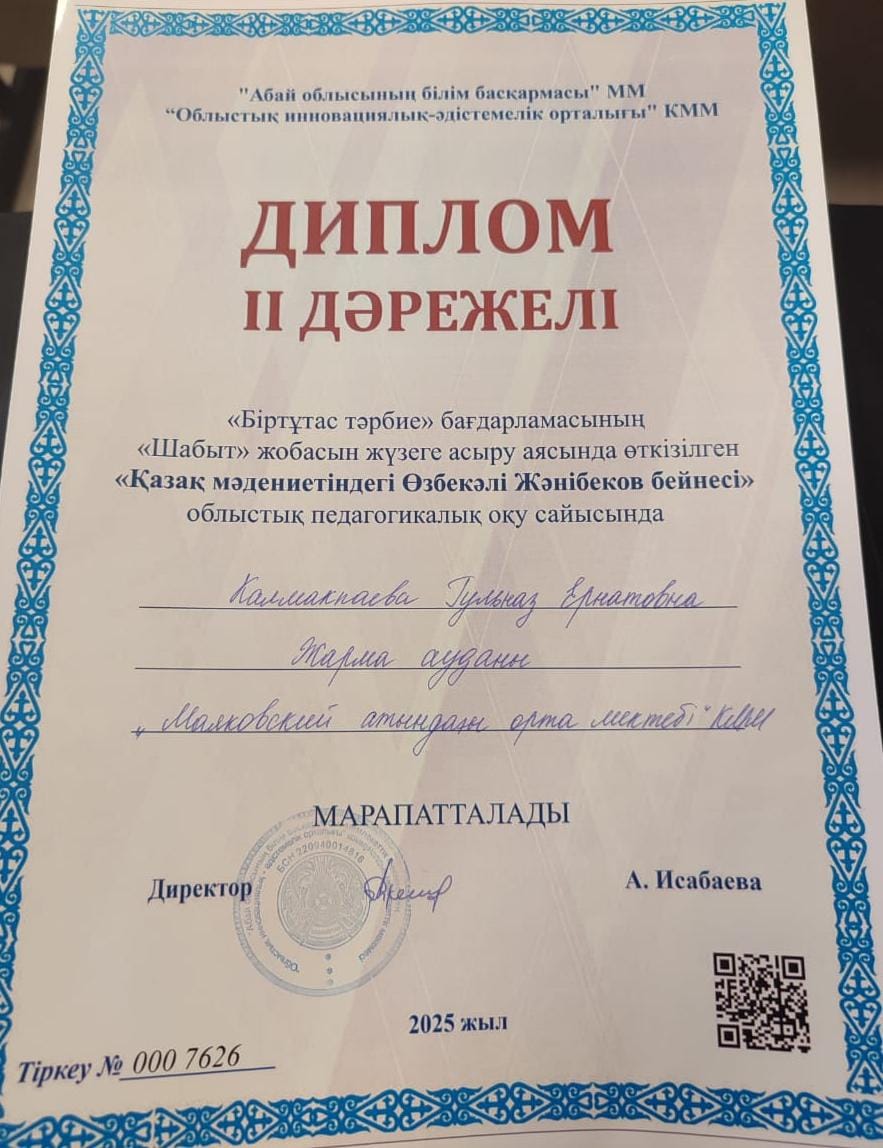 "Абай облысының білім басқармасы" ММ
“Облыстық инновациялық-әдістемелік орталығы" КММ
ДИПЛОМ
II ДӘРЕЖЕЛІ
«Біртұтас тәрбие» бағдарламасының
«Шабыт» жобасын жүзеге асыру аясында өткізілген
«Қазақ мәдениетіндегі Өзбекәлі Жәнібеков бейнесі»
облыстық педагогикалық оқу сайысында
Калмакпаева Гульназ Ернатовна
Жарма ауданы
„Маяковский атындағы орта мектебі" КММ
МАРАПАТТАЛАДЫ
БСН 220940014816
Директор
А. Исабаева
2025 жыл
Тіркеу № 000 7626